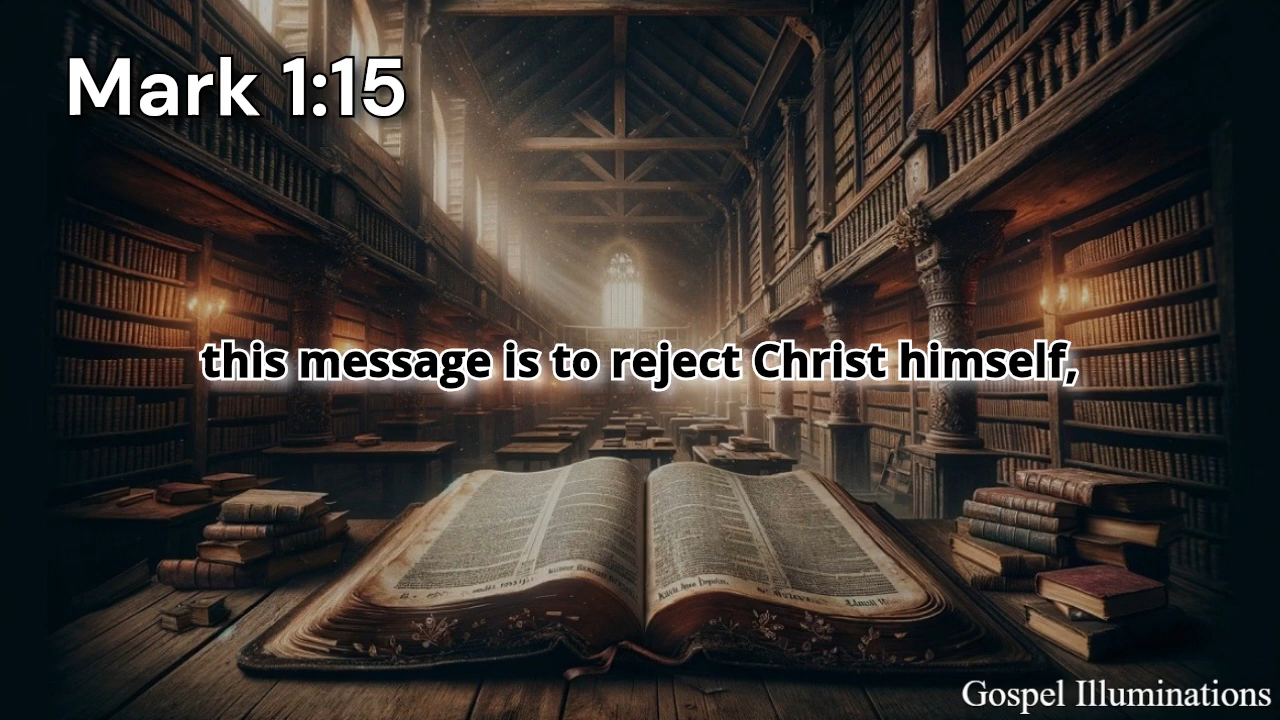 Mark 1:15
this message is to reject Christ himself,
Gospel Illuminations